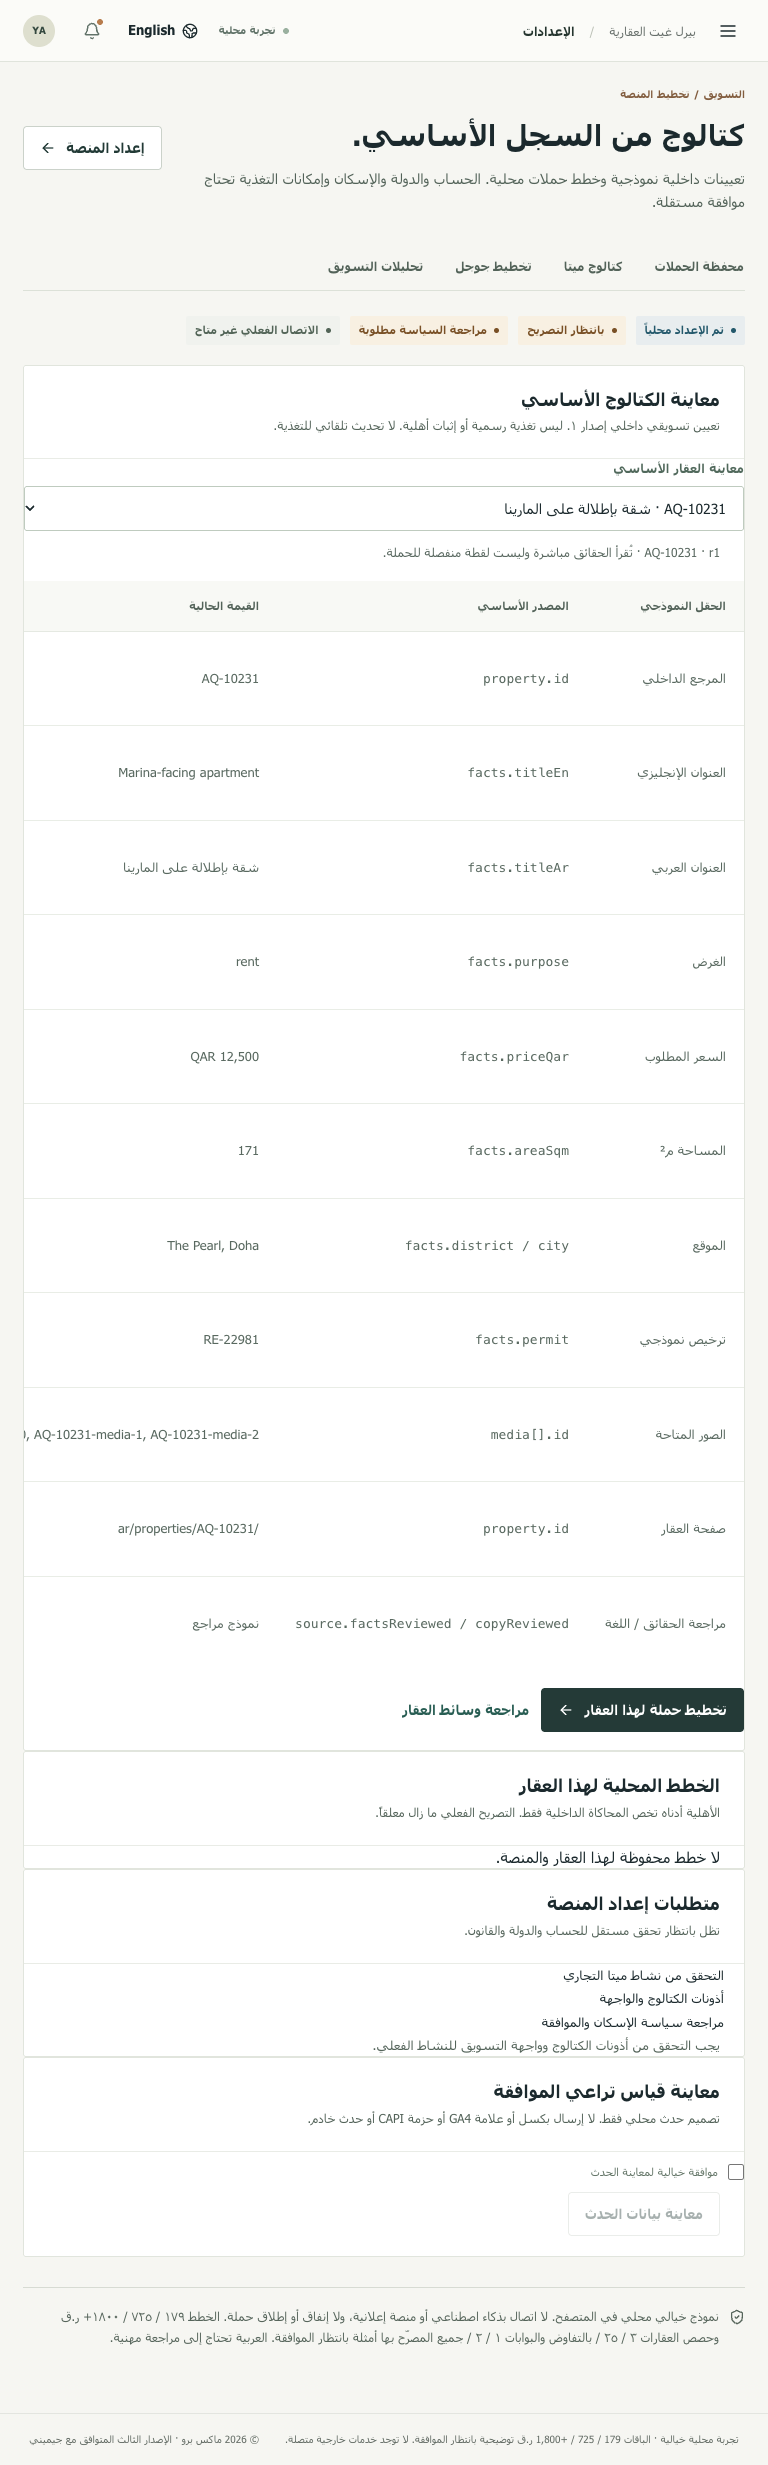 بيرل غيت العقارية / الإعدادات
تجربة محلية
English
YA
التسويق / تخطيط المنصة
كتالوج من السجل الأساسي.
إعداد المنصة
تعيينات داخلية نموذجية وخطط حملات محلية. الحساب والدولة والإسكان وإمكانات التغذية تحتاج
موافقة مستقلة.
محفظة الحملات
كتالوج ميتا
تخطيط جوجل
تحليلات التسويق
تم الإعداد محلياً
بانتظار التصريح
مراجعة السياسة مطلوبة
الاتصال الفعلي غير متاح
معاينة الكتالوج الأساسي
تعيين تسويقي داخلي إصدار ١. ليس تغذية رسمية أو إثبات أهلية. لا تحديث تلقائي للتغذية.
معاينة العقار الأساسي
AQ-10231 · شقة بإطلالة على المارينا
AQ-10231 · r1 · تُقرأ الحقائق مباشرة وليست لقطة منفصلة للحملة.
الحقل النموذجي المصدر الأساسي القيمة الحالية
المرجع الداخلي property.id AQ-10231
العنوان الإنجليزي facts.titleEn Marina-facing apartment
العنوان العربي facts.titleAr شقة بإطلالة على المارينا
الغرض facts.purpose rent
السعر المطلوب facts.priceQar QAR 12,500
المساحة م² facts.areaSqm 171
الموقع facts.district / city The Pearl, Doha
ترخيص نموذجي facts.permit RE-22981
الصور المتاحة media[].id , AQ-10231-media-1, AQ-10231-media-2
صفحة العقار property.id ar/properties/AQ-10231/
مراجعة الحقائق / اللغة source.factsReviewed / copyReviewed نموذج مراجع
تخطيط حملة لهذا العقار
مراجعة وسائط العقار
الخطط المحلية لهذا العقار
الأهلية أدناه تخص المحاكاة الداخلية فقط. التصريح الفعلي ما زال معلقاً.
لا خطط محفوظة لهذا العقار والمنصة.
متطلبات إعداد المنصة
تظل بانتظار تحقق مستقل للحساب والدولة والقانون.
التحقق من نشاط ميتا التجاري
أذونات الكتالوج والواجهة
مراجعة سياسة الإسكان والموافقة
يجب التحقق من أذونات الكتالوج وواجهة التسويق للنشاط الفعلي.
معاينة قياس تراعي الموافقة
تصميم حدث محلي فقط. لا إرسال بكسل أو علامة GA4 أو حزمة CAPI أو حدث خادم.
موافقة خيالية لمعاينة الحدث
معاينة بيانات الحدث
نموذج خيالي محلي في المتصفح. لا اتصال بذكاء اصطناعي أو منصة إعلانية، ولا إنفاق أو إطلاق حملة. الخطط ١٧٩ / ٧٢٥ / ١٨٠٠+ ر.ق
وحصص العقارات ٣ / ٢٥ / بالتفاوض والبوابات ١ / ٢ / جميع المصرّح بها أمثلة بانتظار الموافقة. العربية تحتاج إلى مراجعة مهنية.
تجربة محلية خيالية · الباقات 179 / 725 / 1,800+ ر.ق توضيحية بانتظار الموافقة. لا توجد خدمات خارجية متصلة.
© 2026 ماكس برو · الإصدار الثالث المتوافق مع جيميني